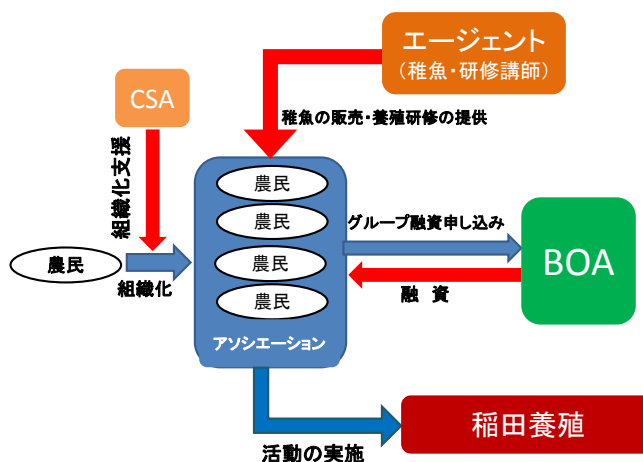 エージェント
（稚魚・研修講師）
CSA
稚魚の販売・養殖研修の提供
組織化支援
農民
農民
農民
農民
農民
組織化
アソシエーション
グループ融資申し込み
融　資
BOA
稲田養殖
活動の実施